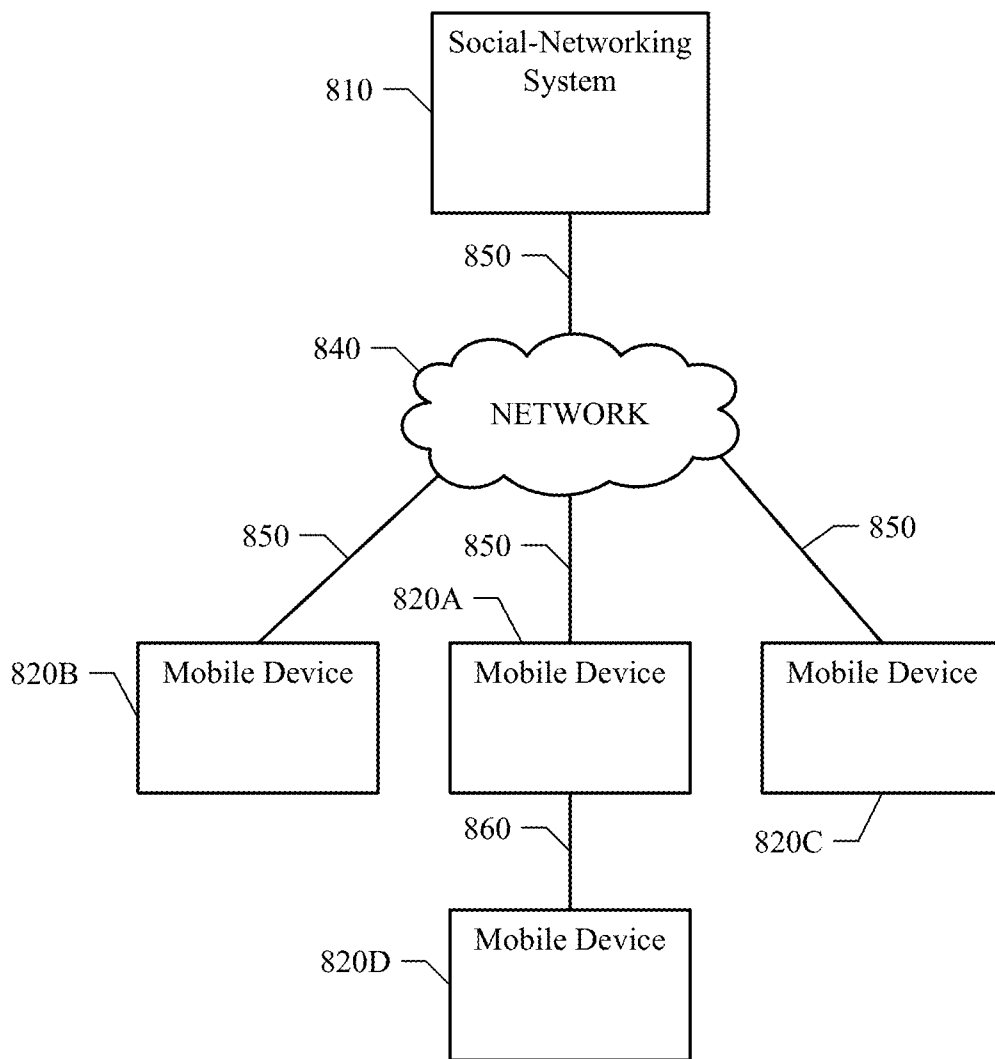 Social-Networking
System
810
850
840
NETWORK
850
850
850
820A
820B
Mobile Device
Mobile Device
Mobile Device
860
820C
Mobile Device
820D